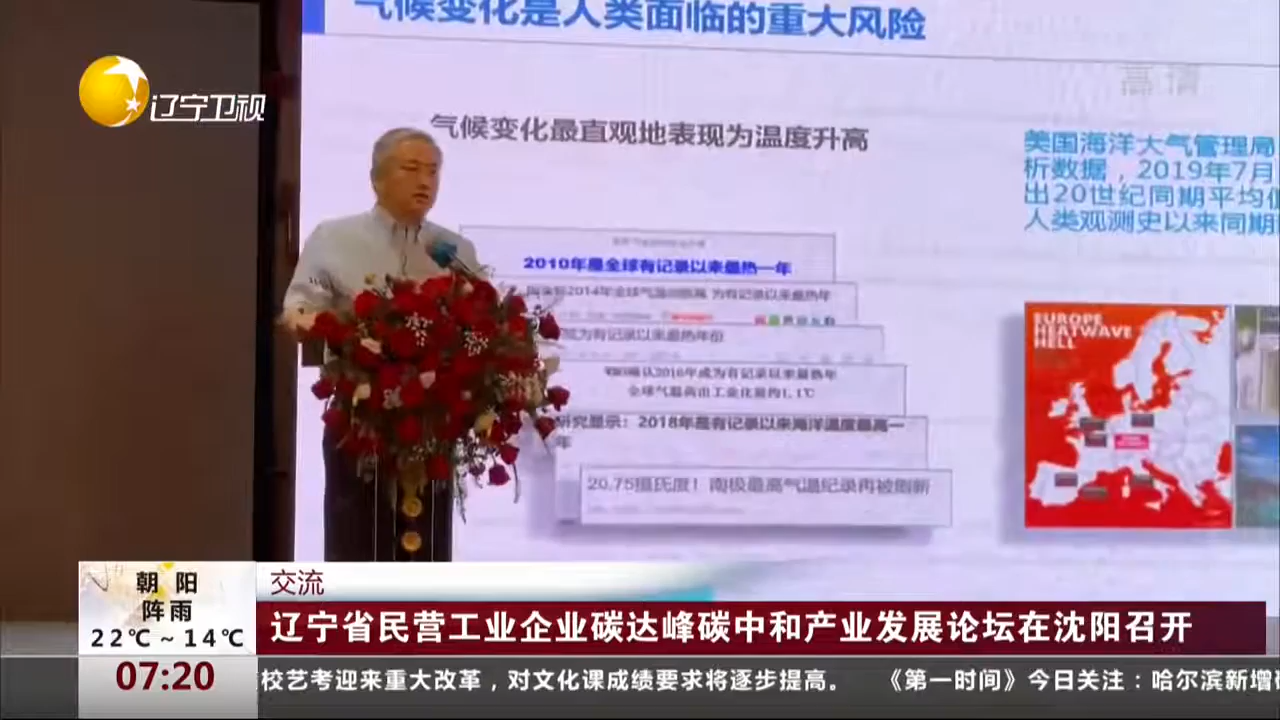 气候变化是人类面临的重大风险
高清
辽宁卫视
气候变化最直观地表现为温度升高
美国海洋大气管理局
析数据，2019年7月
出20世纪同期平均值
人类观测史以来同期
2010年是全球有记录以来最热一年
为有记录以来最热年
成为有记录以来最热年份
确认2016年成为有记录以来最热年
全球气温高出工业化前约1.1℃
研究显示：2018年是有记录以来海洋温度最高一
年
20.75摄氏度！南极最高气温纪录再被刷新
EUROPE
HEATWAVE
HELL
朝阳
阵雨
22℃~14℃
07:20
交流
辽宁省民营工业企业碳达峰碳中和产业发展论坛在沈阳召开
校艺考迎来重大改革，对文化课成绩要求将逐步提高。 《第一时间》今日关注：哈尔滨新增